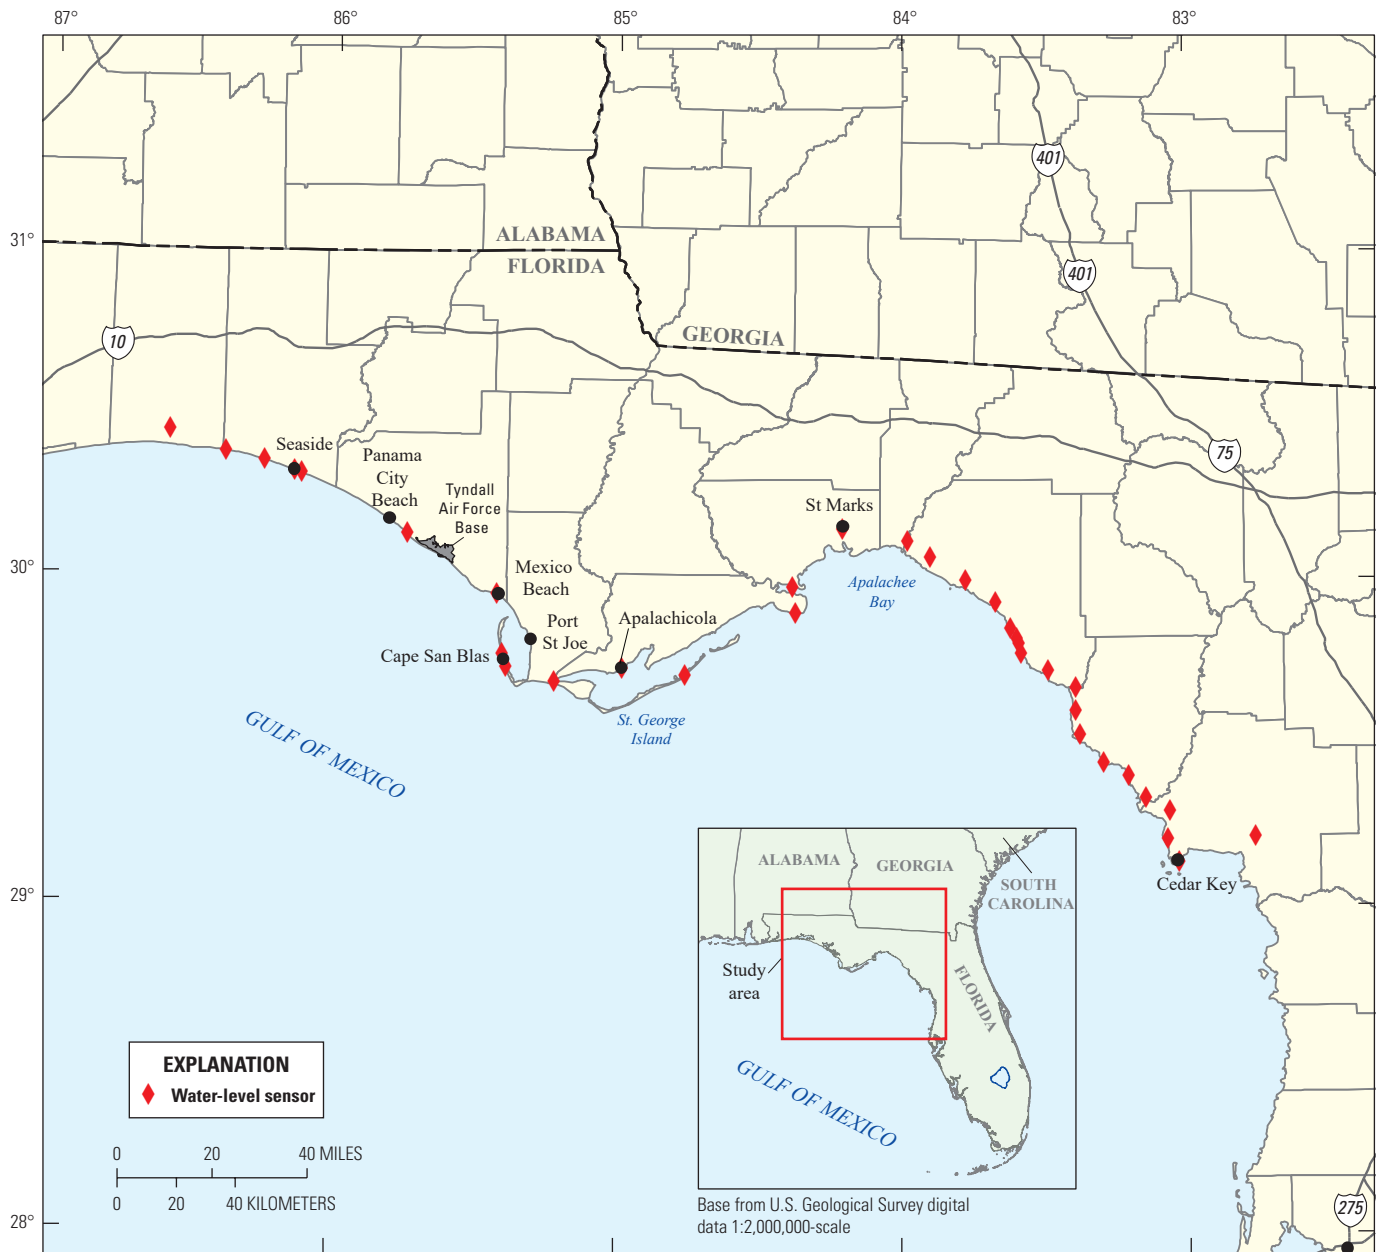 87°
86°
85°
84°
83°
401
31°
ALABAMA
FLORIDA
401
GEORGIA
10
Seaside
Panama
City
Beach
75
Tyndall
Air Force
Base
St Marks
30°
Mexico
Beach
Apalachee
Bay
Port
St Joe
Apalachicola
Cape San Blas
GULF OF MEXICO
St. George
Island
29°
Cedar Key
ALABAMA
GEORGIA
SOUTH
CAROLINA
Study
area
FLORIDA
GULF OF MEXICO
EXPLANATION
Water-level sensor
0 20 40 MILES
0 20 40 KILOMETERS
Base from U.S. Geological Survey digital
data 1:2,000,000-scale
28°
275